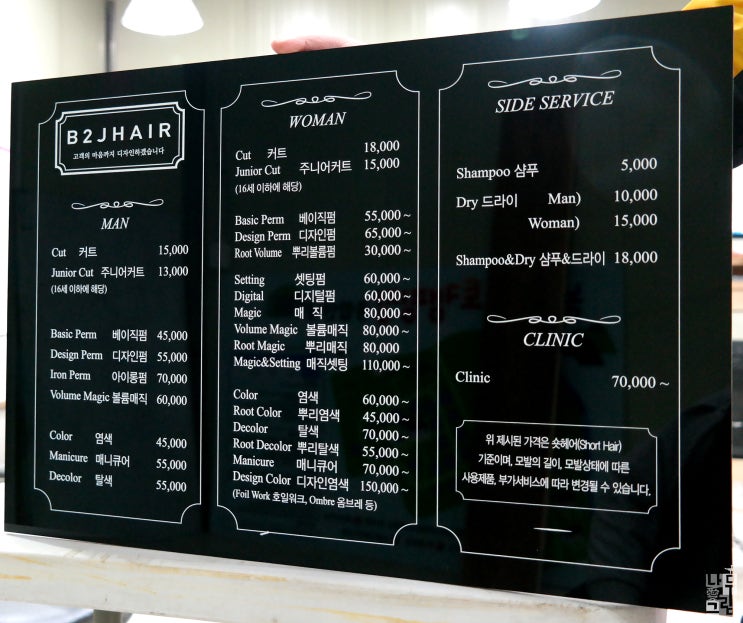 B2JHAIR
고객의 마음까지 디자인하겠습니다
MAN
Cut 커트 15,000
Junior Cut 주니어커트 13,000
(16세 이하에 해당)
Basic Perm 베이직펌 45,000
Design Perm 디자인펌 55,000
Iron Perm 아이롱펌 70,000
Volume Magic 볼륨매직 60,000
Color 염색 45,000
Manicure 매니큐어 55,000
Decolor 탈색 55,000
WOMAN
Cut 커트 18,000
Junior Cut 주니어커트 15,000
(16세 이하에 해당)
Basic Perm 베이직펌 55,000~
Design Perm 디자인펌 65,000~
Root Volume 뿌리볼륨펌 30,000~
Setting 셋팅펌 60,000~
Digital 디지털펌 60,000~
Magic 매 직 80,000~
Volume Magic 볼륨매직 80,000~
Root Magic 뿌리매직 80,000
Magic&Setting 매직셋팅 110,000~
Color 염색 60,000~
Root Color 뿌리염색 45,000~
Decolor 탈색 70,000~
Root Decolor 뿌리탈색 55,000~
Manicure 매니큐어 70,000~
Design Color 디자인염색 150,000~
(Foil Work 호일워크, Ombre 옴브레 등)
SIDE SERVICE
Shampoo 샴푸 5,000
Dry 드라이 Man) 10,000
Woman) 15,000
Shampoo&Dry 샴푸&드라이 18,000
CLINIC
Clinic 70,000~
위 제시된 가격은 숏헤어(Short Hair)
기준이며, 모발의 길이, 모발상태에 따른
사용제품, 부가서비스에 따라 변경될 수 있습니다.